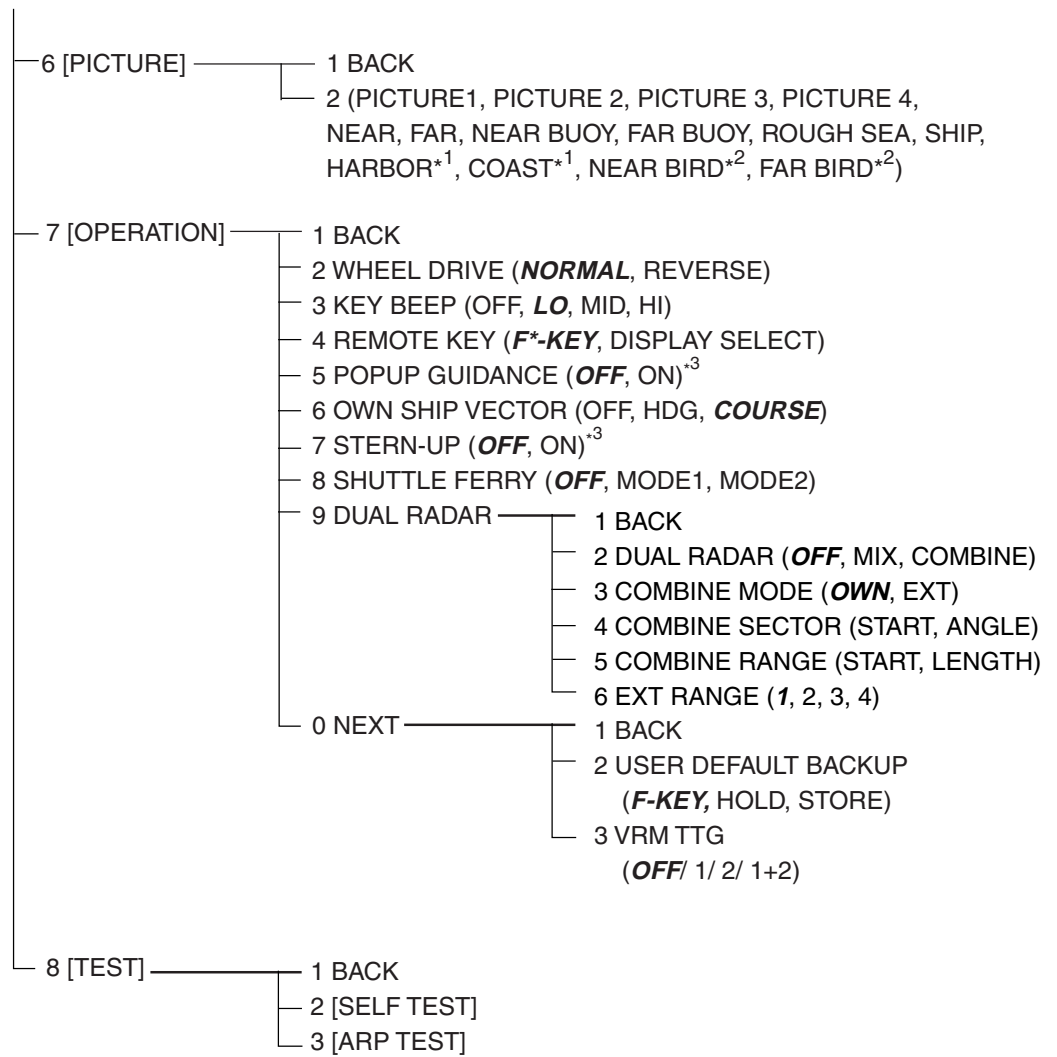 6 [PICTURE]
1 BACK
2 (PICTURE1, PICTURE 2, PICTURE 3, PICTURE 4,
NEAR, FAR, NEAR BUOY, FAR BUOY, ROUGH SEA, SHIP,
HARBOR*1, COAST*1, NEAR BIRD*2, FAR BIRD*2)
7 [OPERATION]
1 BACK
2 WHEEL DRIVE (NORMAL, REVERSE)
3 KEY BEEP (OFF, LO, MID, HI)
4 REMOTE KEY (F*-KEY, DISPLAY SELECT)
5 POPUP GUIDANCE (OFF, ON)*3
6 OWN SHIP VECTOR (OFF, HDG, COURSE)
7 STERN-UP (OFF, ON)*3
8 SHUTTLE FERRY (OFF, MODE1, MODE2)
9 DUAL RADAR
1 BACK
2 DUAL RADAR (OFF, MIX, COMBINE)
3 COMBINE MODE (OWN, EXT)
4 COMBINE SECTOR (START, ANGLE)
5 COMBINE RANGE (START, LENGTH)
6 EXT RANGE (1, 2, 3, 4)
0 NEXT
1 BACK
2 USER DEFAULT BACKUP
(F-KEY, HOLD, STORE)
3 VRM TTG
(OFF/ 1/ 2/ 1+2)
8 [TEST]
1 BACK
2 [SELF TEST]
3 [ARP TEST]